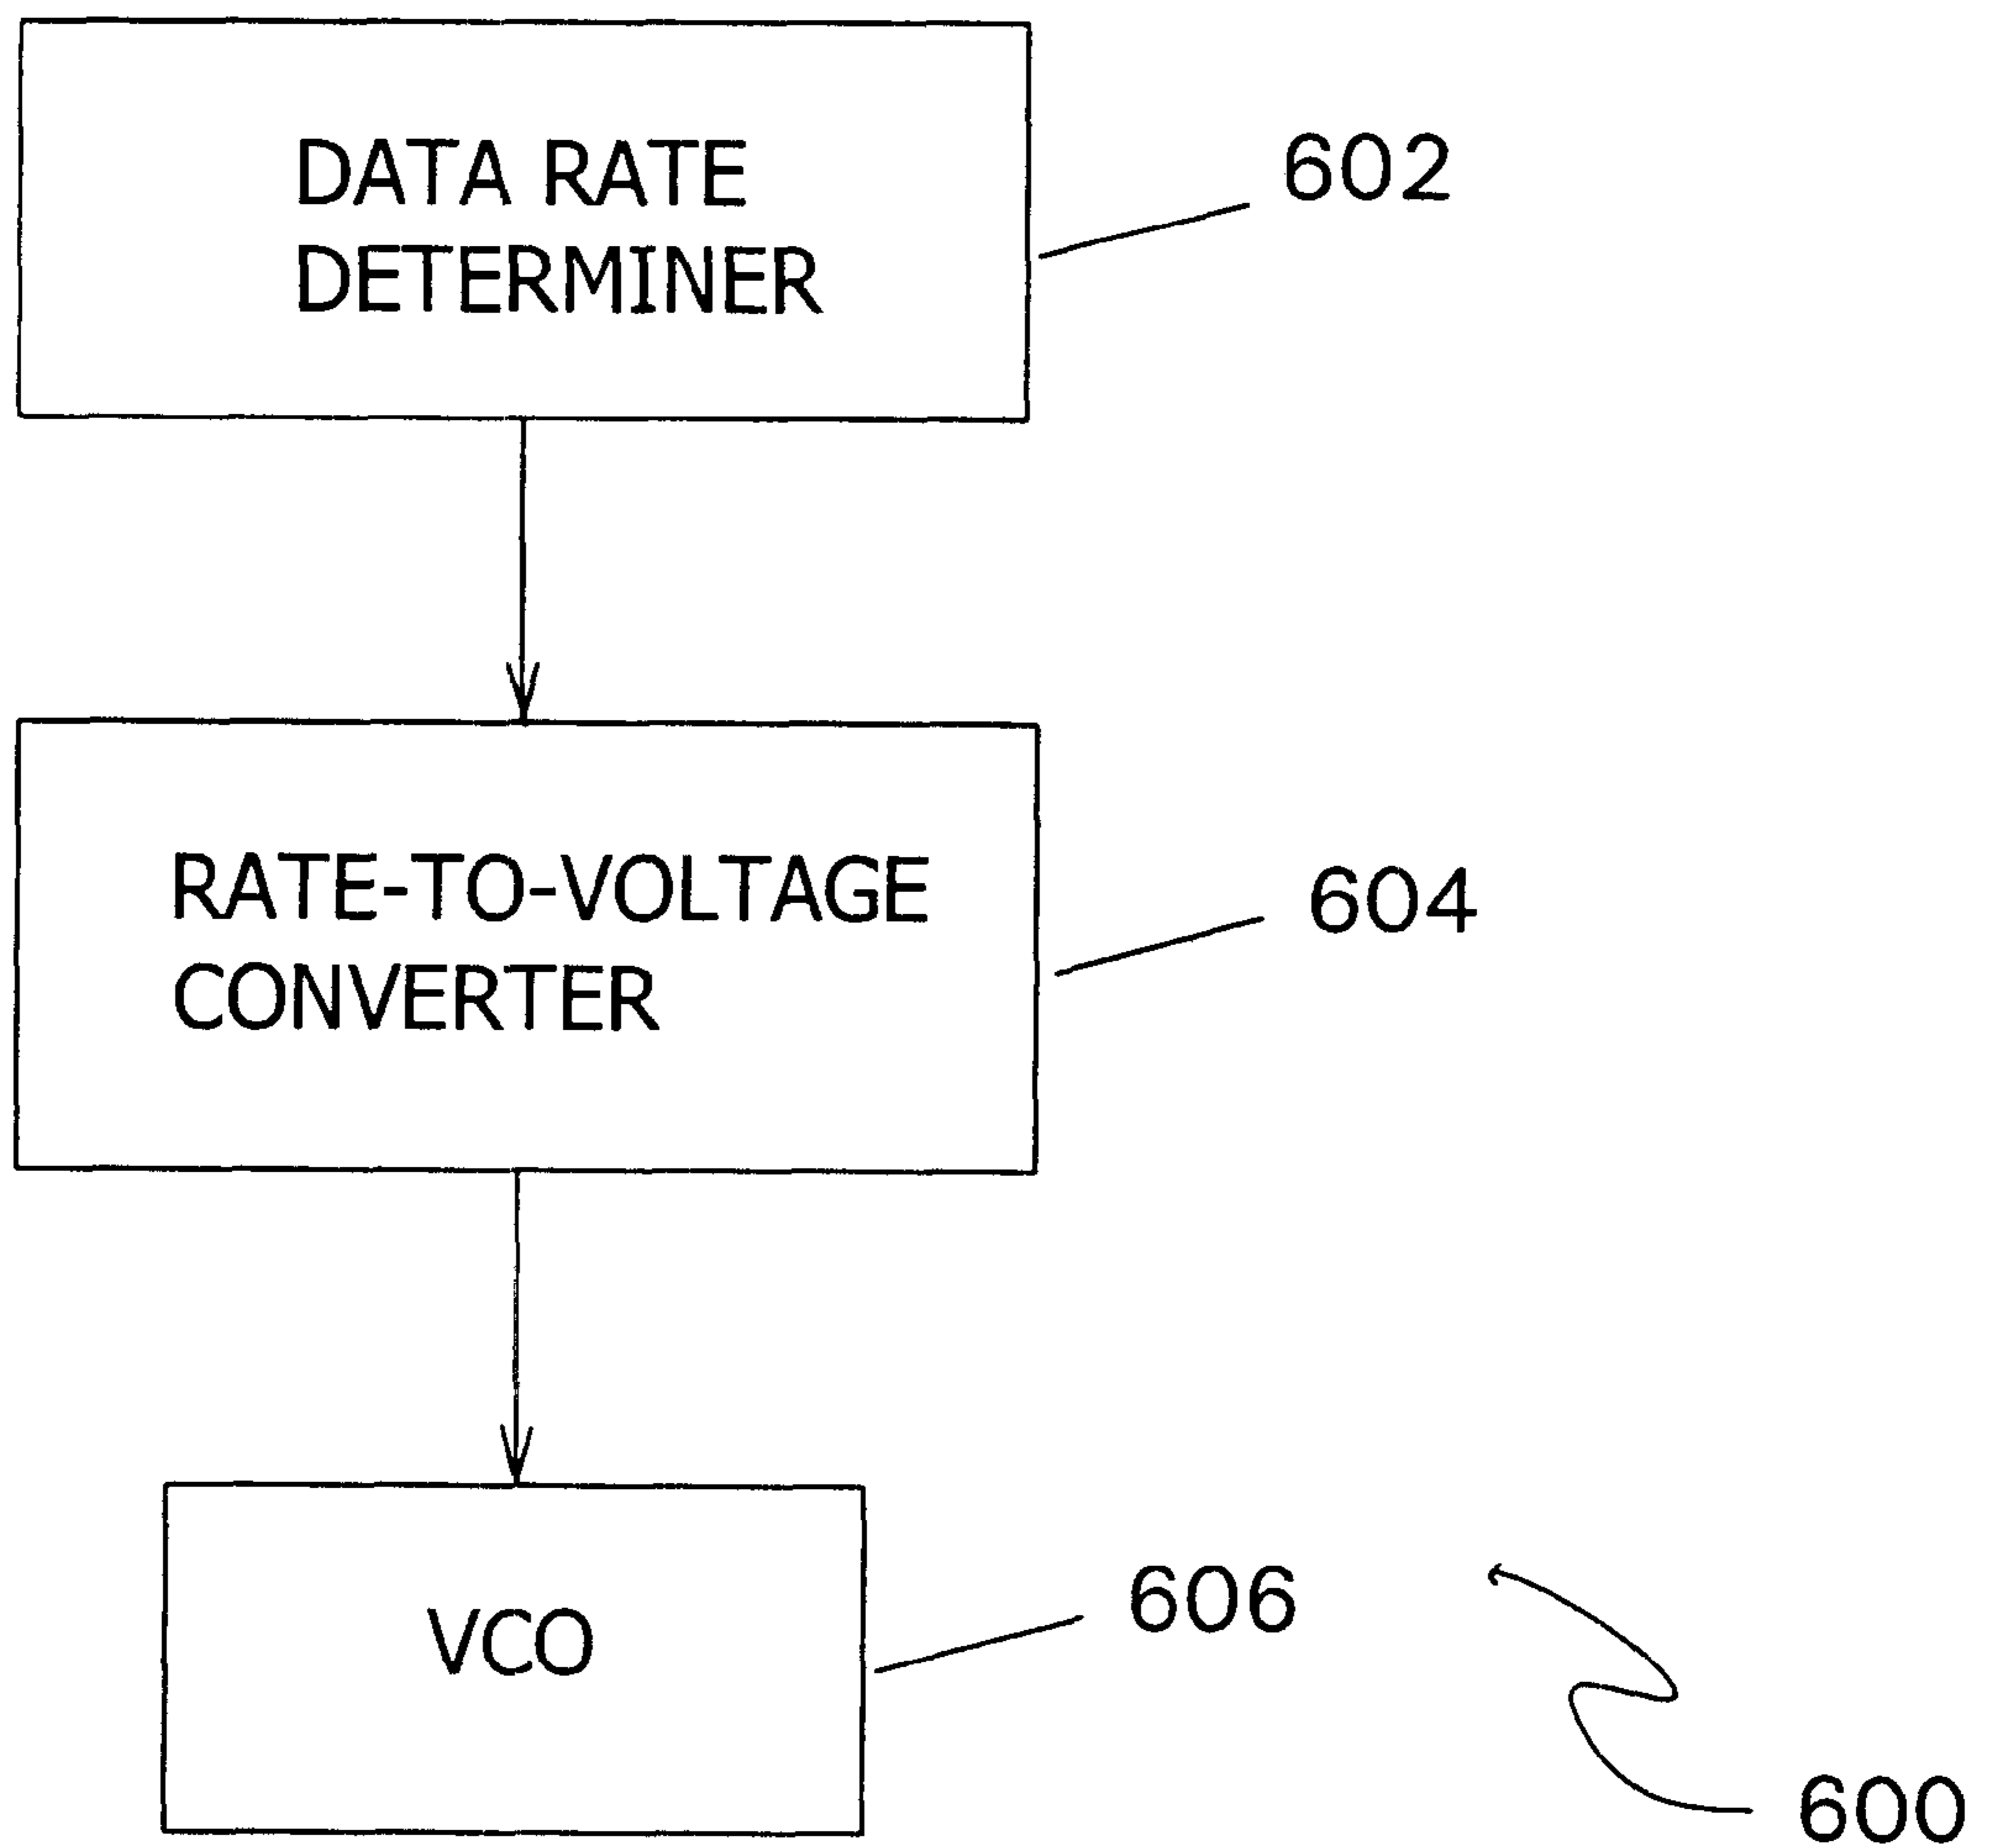 DATA RATE
DETERMINER
602
RATE-TO-VOLTAGE
CONVERTER
604
VCO
606
600